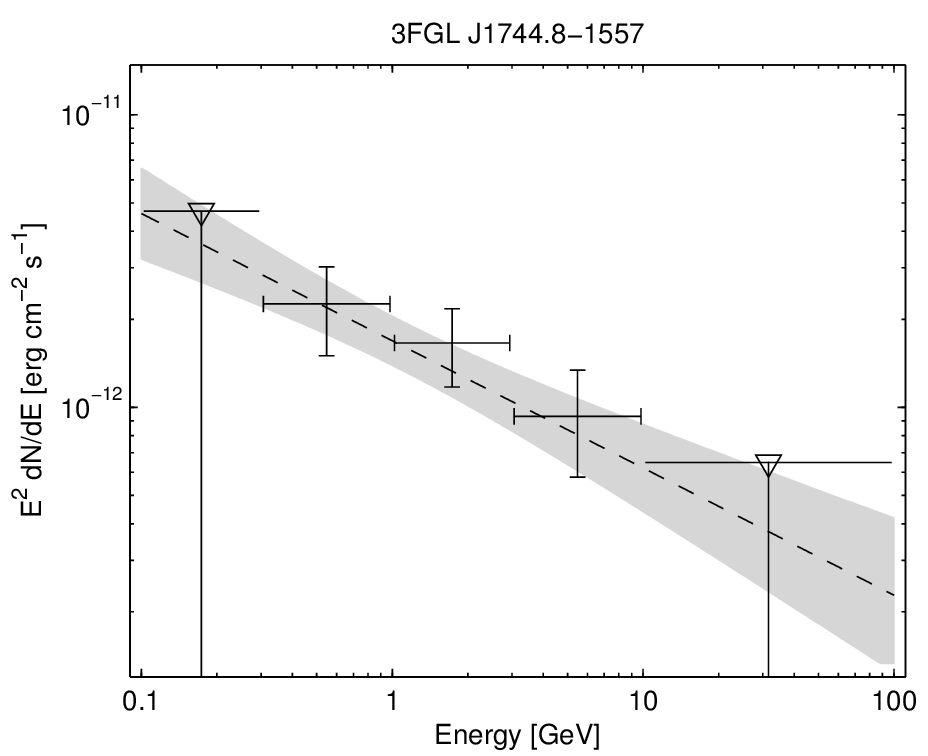 3FGL J1744.8−1557
10⁻¹¹
10⁻¹²
E² dN/dE [erg cm⁻² s⁻¹]
0.1 1 10 100
Energy [GeV]